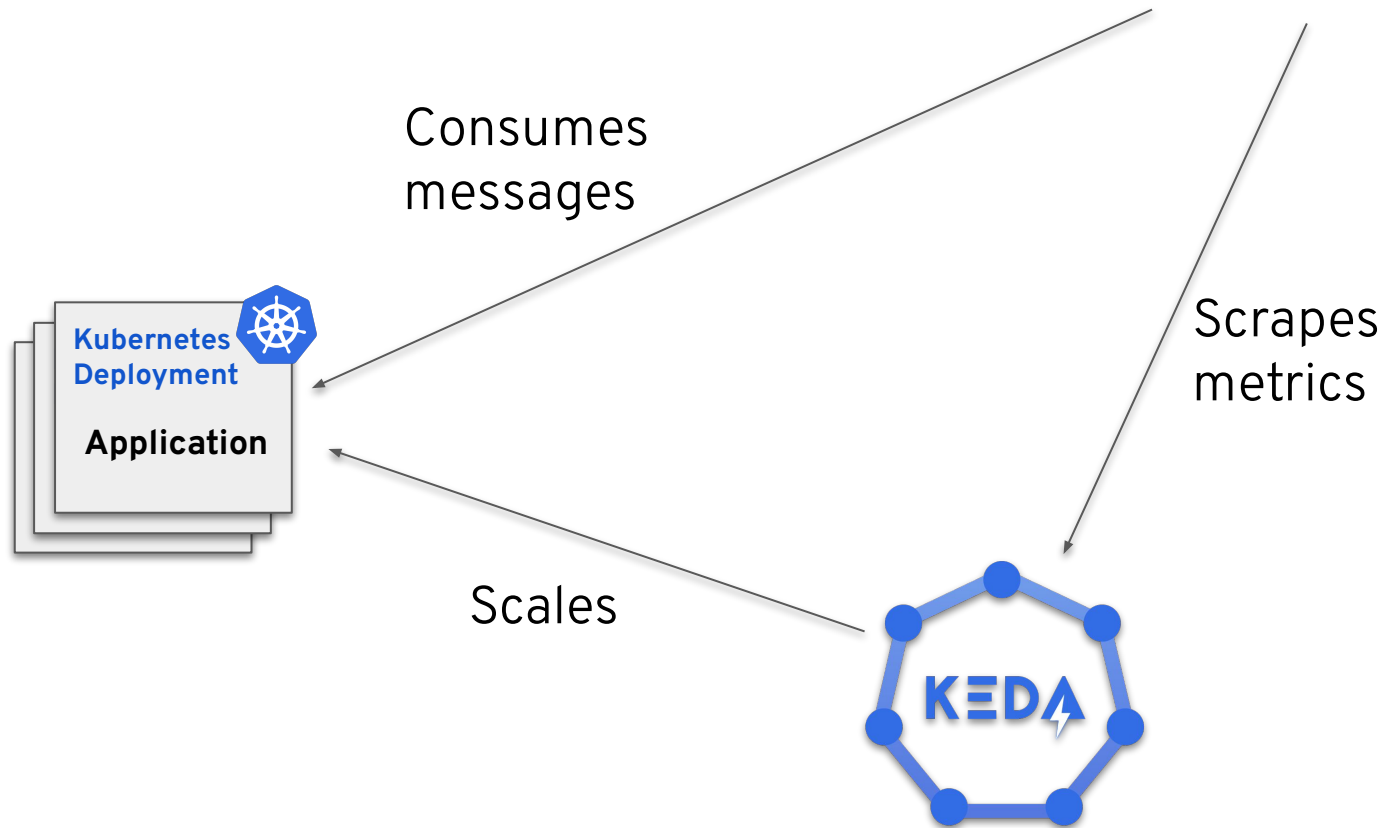 Consumes
messages
Kubernetes
Deployment
Application
Scrapes
metrics
Scales
KEDA